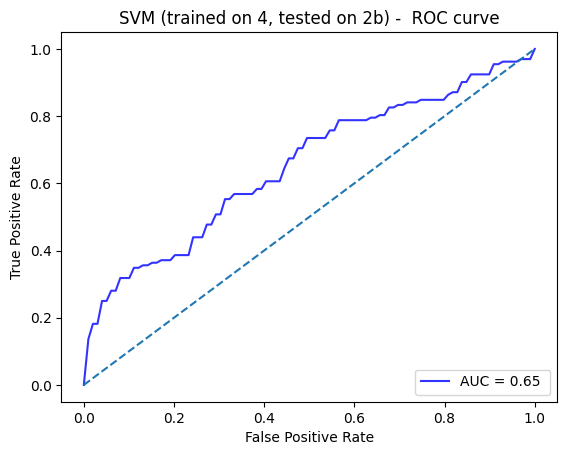 SVM (trained on 4, tested on 2b) -  ROC curve
True Positive Rate
1.0
0.8
0.6
0.4
0.2
0.0
0.0 0.2 0.4 0.6 0.8 1.0
False Positive Rate
AUC = 0.65